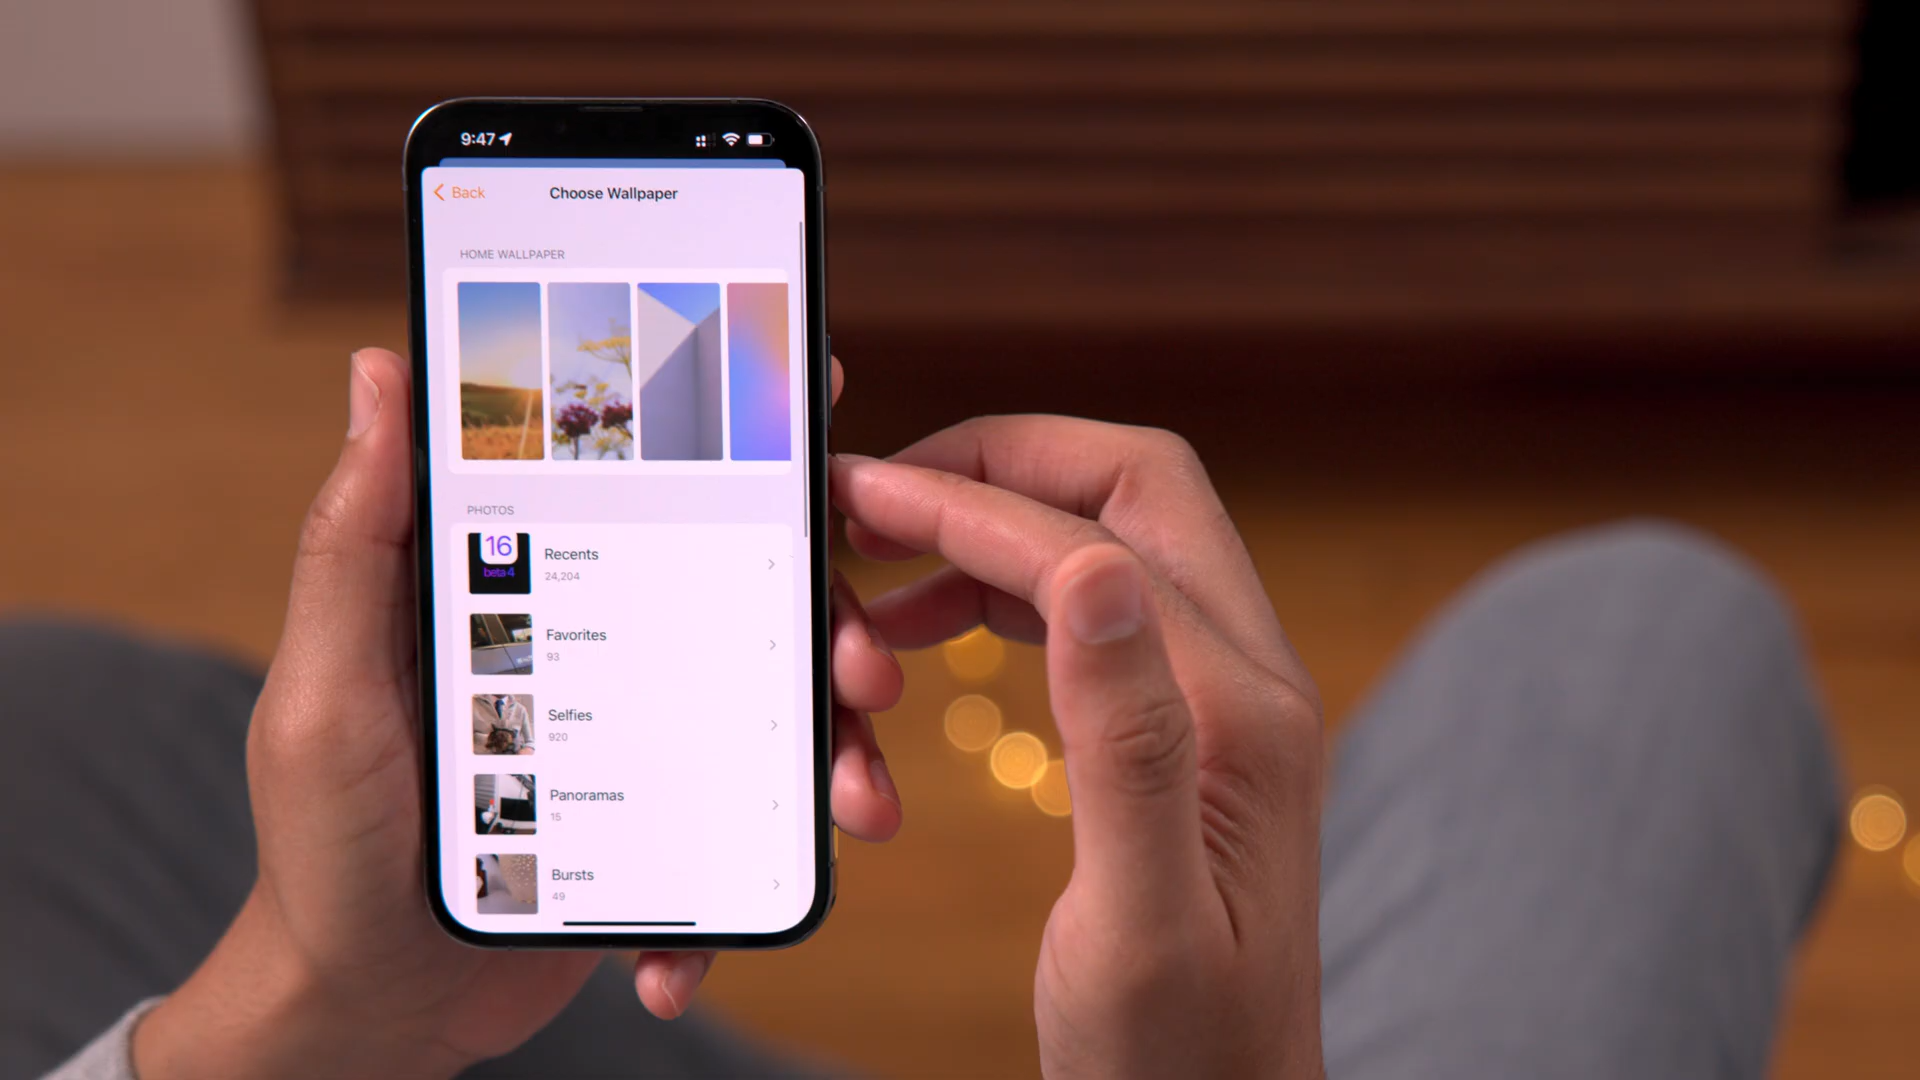 9:47
Back
Choose Wallpaper
HOME WALLPAPER
PHOTOS
16
beta 4
Recents
24,204
Favorites
93
Selfies
920
Panoramas
15
Bursts
49